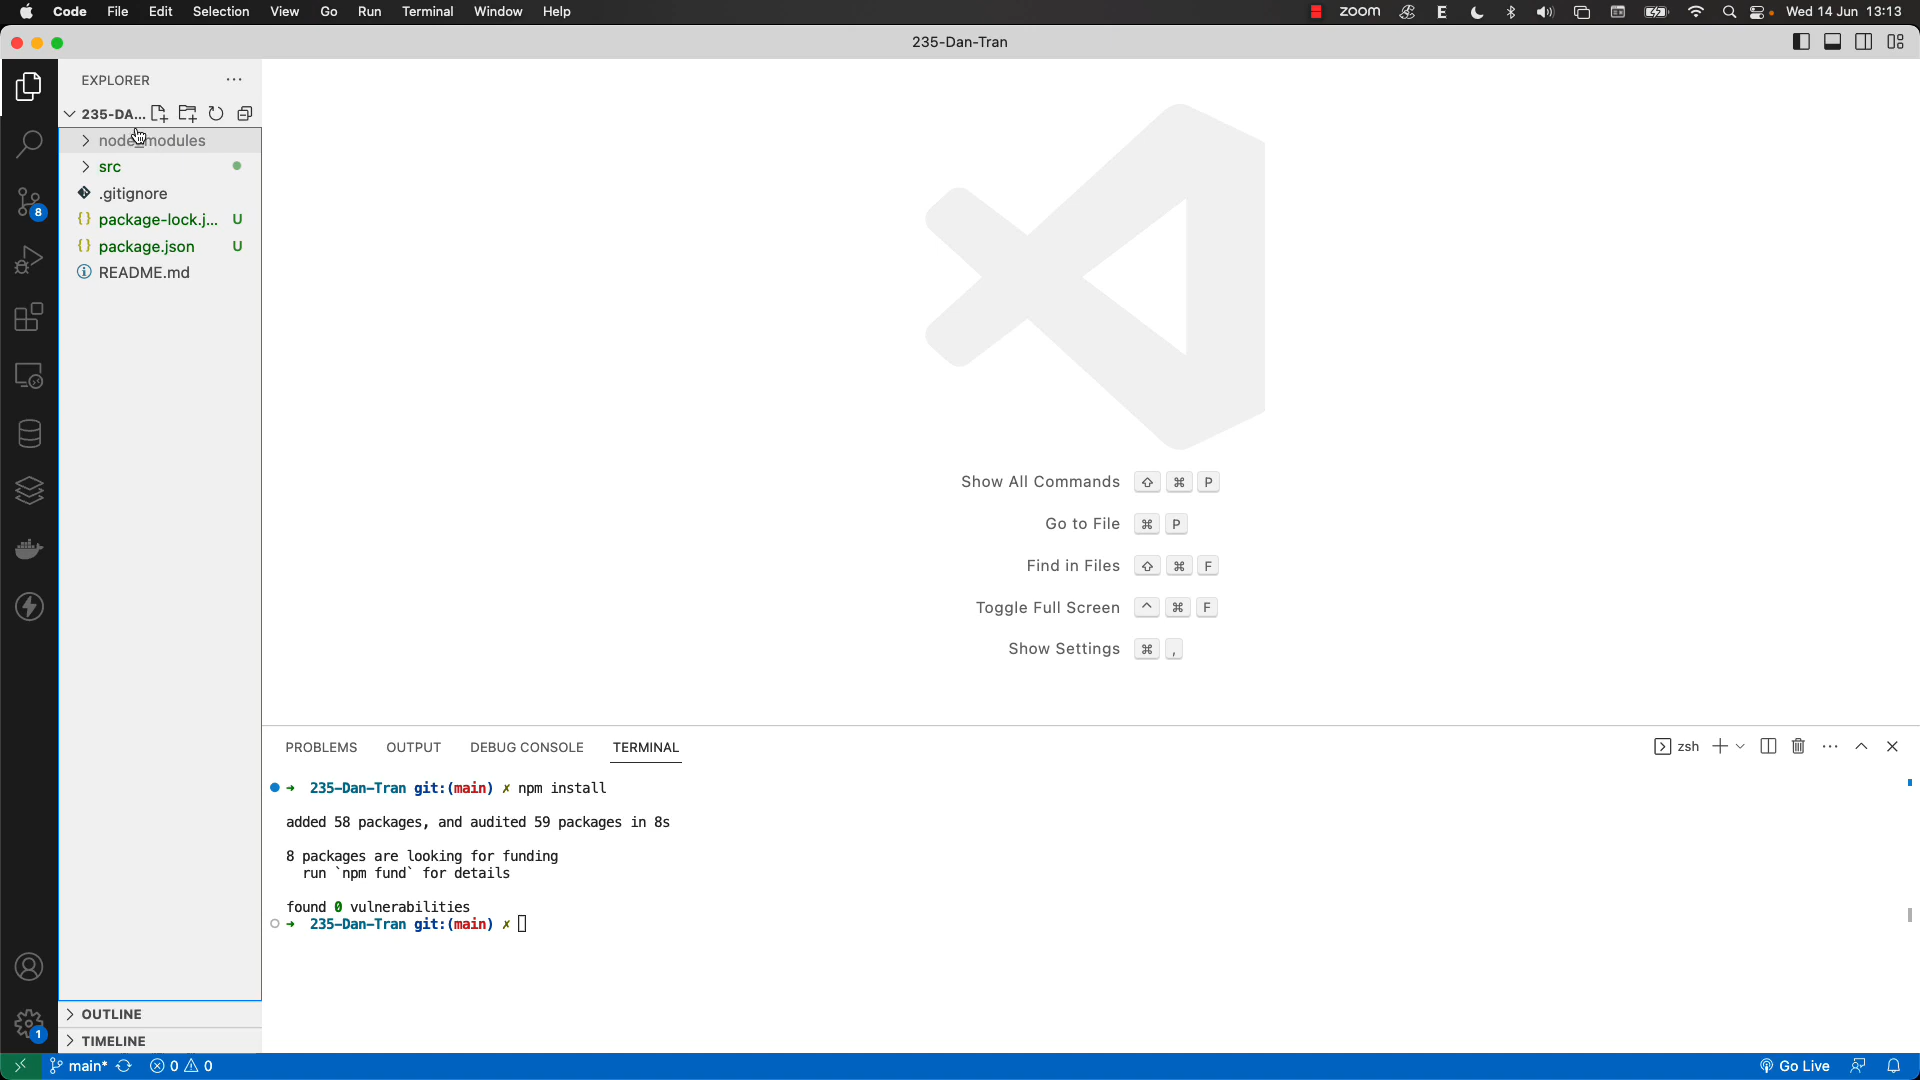 Code File Edit Selection View Go Run Terminal Window Help
zoom E Wed 14 Jun 13:13
235-Dan-Tran
EXPLORER
235-DA...
node_modules
src
.gitignore
package-lock.j... U
package.json U
README.md
8
1
OUTLINE
TIMELINE
Show All Commands ⇧ ⌘ P
Go to File ⌘ P
Find in Files ⇧ ⌘ F
Toggle Full Screen ^ ⌘ F
Show Settings ⌘ ,
PROBLEMS OUTPUT DEBUG CONSOLE TERMINAL
zsh
➜ 235-Dan-Tran git:(main) ✗ npm install
added 58 packages, and audited 59 packages in 8s
8 packages are looking for funding
run `npm fund` for details
found 0 vulnerabilities
➜ 235-Dan-Tran git:(main) ✗
main* 0 0
Go Live